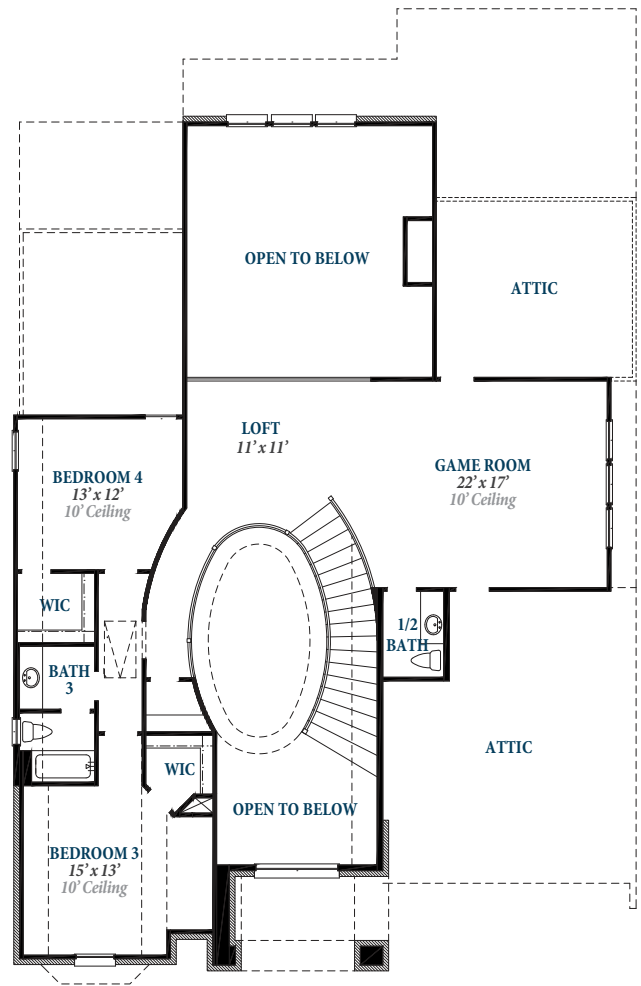 OPEN TO BELOW
ATTIC
LOFT
11' x 11'
GAME ROOM
22' x 17'
10' Ceiling
BEDROOM 4
13' x 12'
10' Ceiling
WIC
1/2
BATH
BATH
3
ATTIC
WIC
OPEN TO BELOW
BEDROOM 3
15' x 13'
10' Ceiling